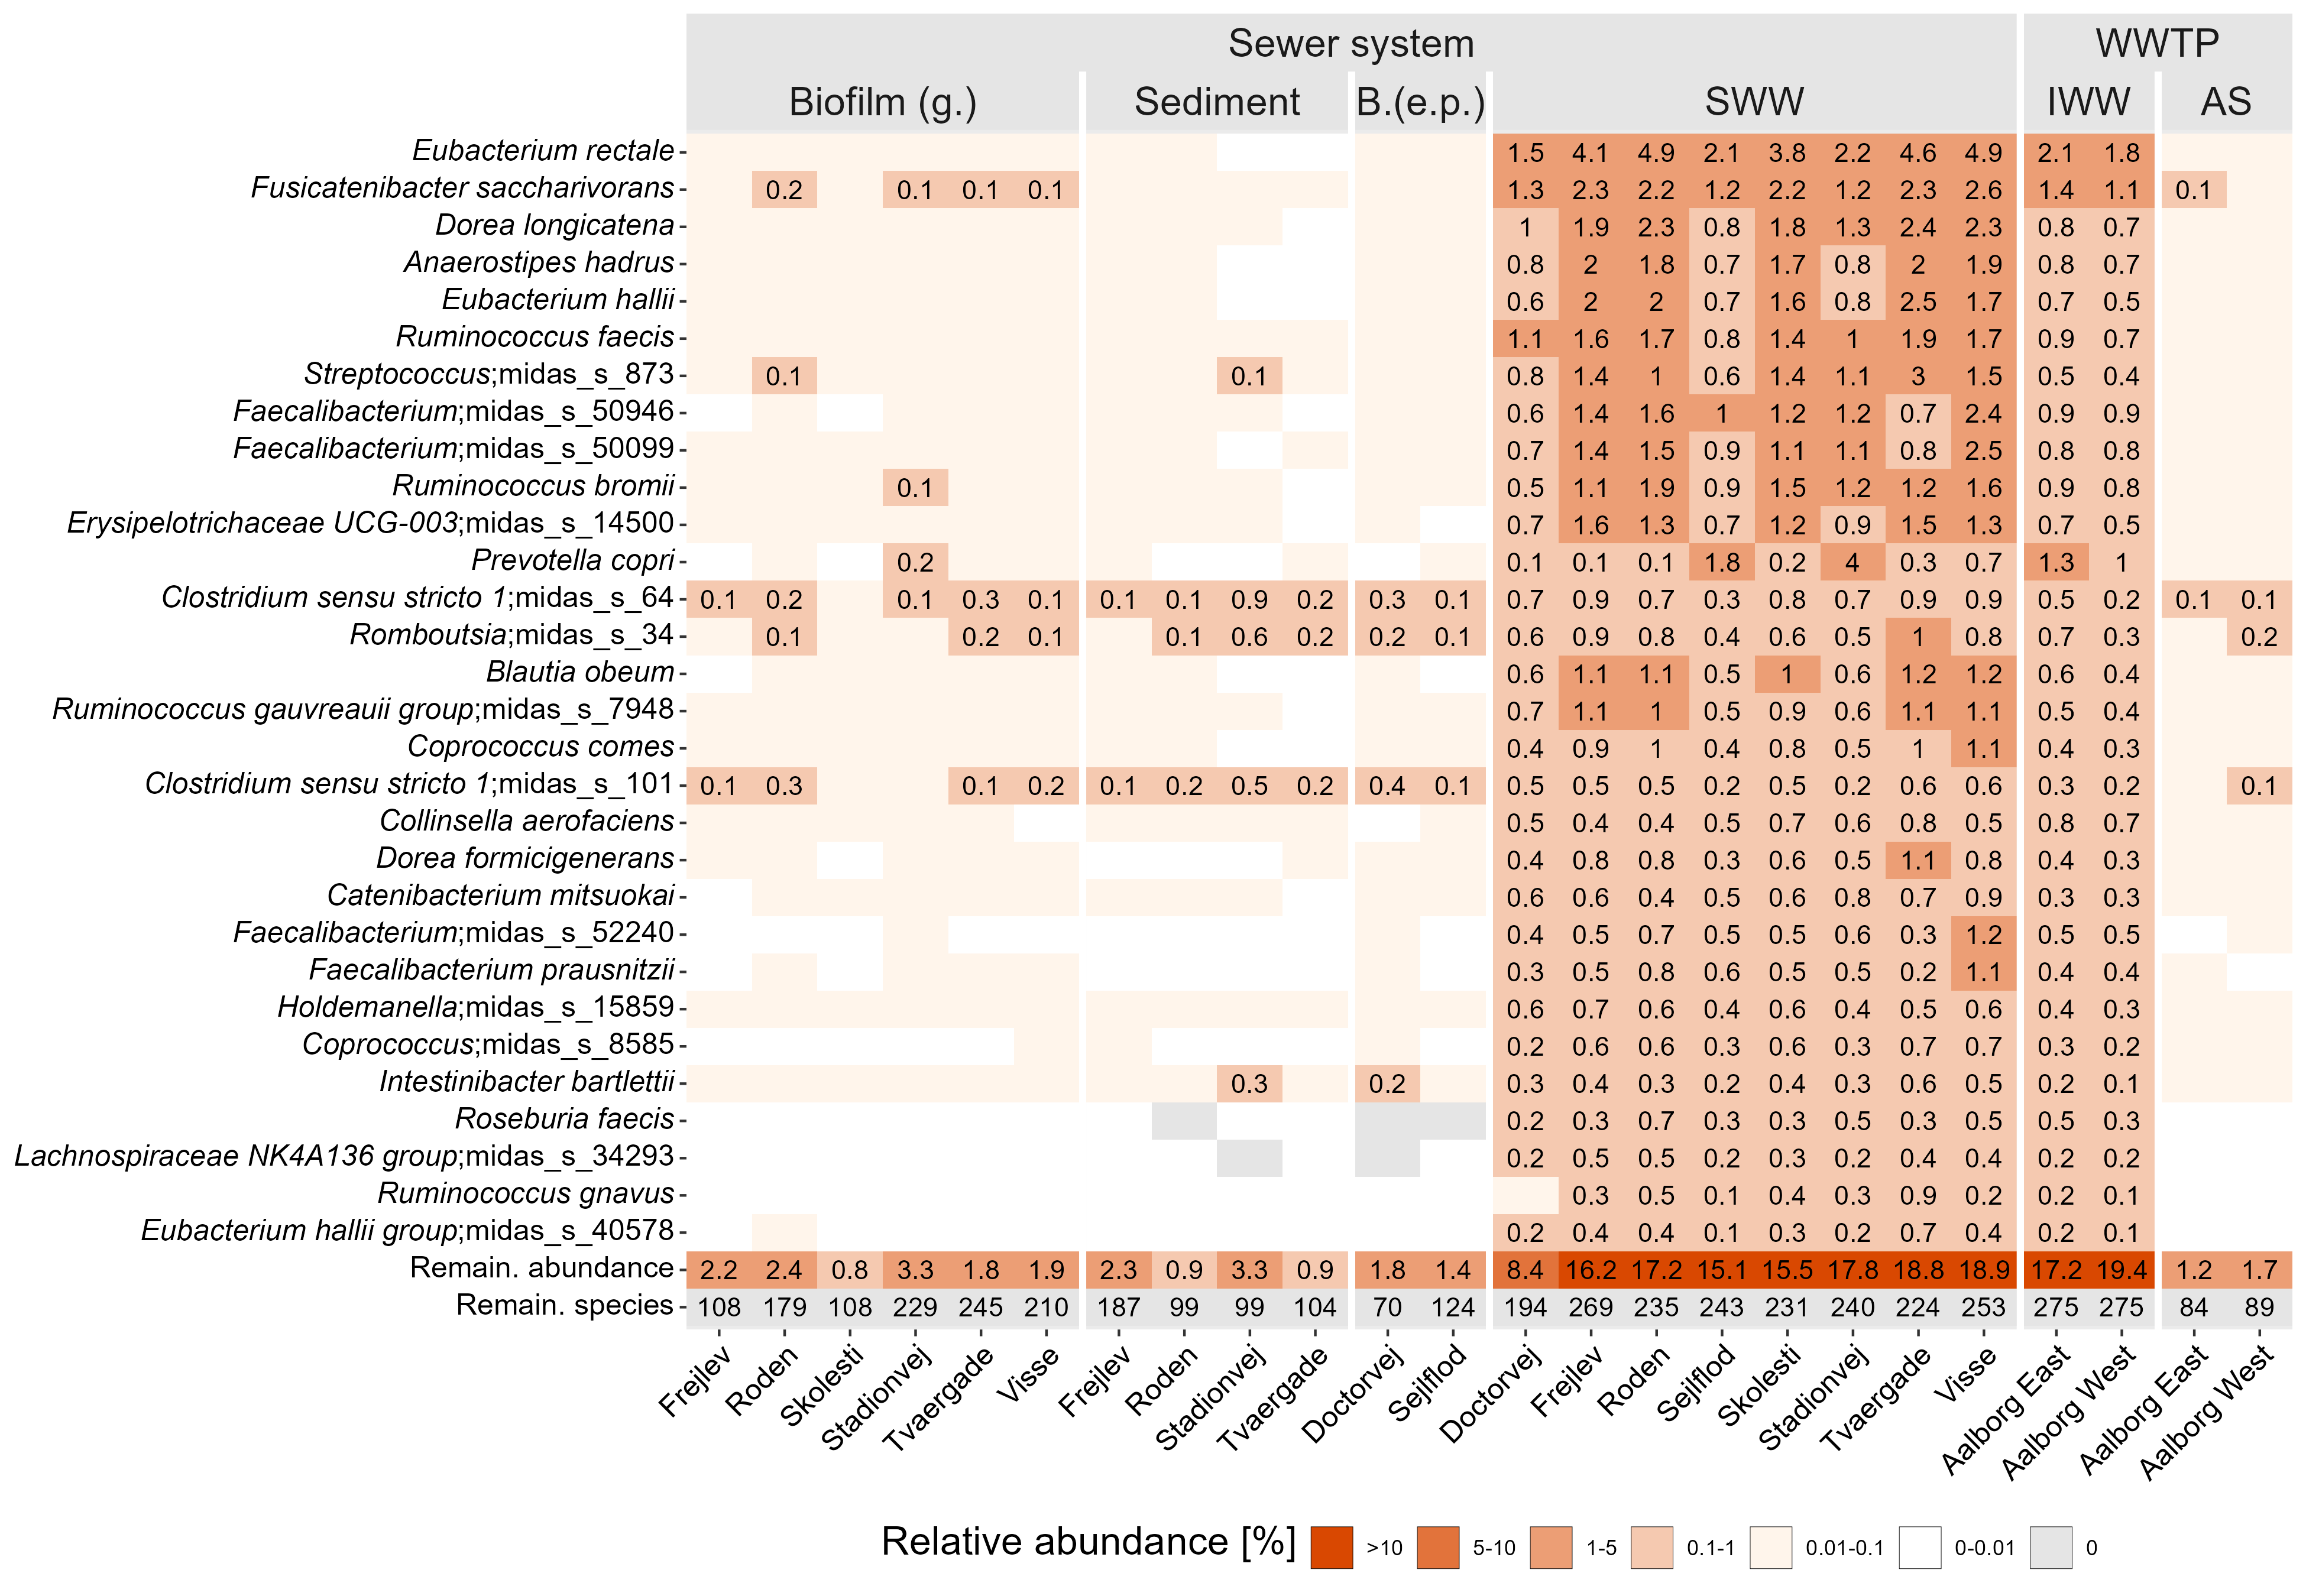 Sewer system WWTP
Biofilm (g.) Sediment B.(e.p.) SWW IWW AS
Eubacterium rectale 1.5 4.1 4.9 2.1 3.8 2.2 4.6 4.9 2.1 1.8
Fusicatenibacter saccharivorans 0.2 0.1 0.1 0.1 1.3 2.3 2.2 1.2 2.2 1.2 2.3 2.6 1.4 1.1 0.1
Dorea longicatena 1 1.9 2.3 0.8 1.8 1.3 2.4 2.3 0.8 0.7
Anaerostipes hadrus 0.8 2 1.8 0.7 1.7 0.8 2 1.9 0.8 0.7
Eubacterium hallii 0.6 2 2 0.7 1.6 0.8 2.5 1.7 0.7 0.5
Ruminococcus faecis 1.1 1.6 1.7 0.8 1.4 1 1.9 1.7 0.9 0.7
Streptococcus;midas_s_873 0.1 0.1 0.8 1.4 1 0.6 1.4 1.1 3 1.5 0.5 0.4
Faecalibacterium;midas_s_50946 0.6 1.4 1.6 1 1.2 1.2 0.7 2.4 0.9 0.9
Faecalibacterium;midas_s_50099 0.7 1.4 1.5 0.9 1.1 1.1 0.8 2.5 0.8 0.8
Ruminococcus bromii 0.1 0.5 1.1 1.9 0.9 1.5 1.2 1.2 1.6 0.9 0.8
Erysipelotrichaceae UCG-003;midas_s_14500 0.7 1.6 1.3 0.7 1.2 0.9 1.5 1.3 0.7 0.5
Prevotella copri 0.2 0.1 0.1 0.1 1.8 0.2 4 0.3 0.7 1.3 1
Clostridium sensu stricto 1;midas_s_64 0.1 0.2 0.1 0.3 0.1 0.1 0.1 0.9 0.2 0.3 0.1 0.7 0.9 0.7 0.3 0.8 0.7 0.9 0.9 0.5 0.2 0.1 0.1
Romboutsia;midas_s_34 0.1 0.2 0.1 0.1 0.6 0.2 0.2 0.1 0.6 0.9 0.8 0.4 0.6 0.5 1 0.8 0.7 0.3 0.2
Blautia obeum 0.6 1.1 1.1 0.5 1 0.6 1.2 1.2 0.6 0.4
Ruminococcus gauvreauii group;midas_s_7948 0.7 1.1 1 0.5 0.9 0.6 1.1 1.1 0.5 0.4
Coprococcus comes 0.4 0.9 1 0.4 0.8 0.5 1 1.1 0.4 0.3
Clostridium sensu stricto 1;midas_s_101 0.1 0.3 0.1 0.2 0.1 0.2 0.5 0.2 0.4 0.1 0.5 0.5 0.5 0.2 0.5 0.2 0.6 0.6 0.3 0.2 0.1
Collinsella aerofaciens 0.5 0.4 0.4 0.5 0.7 0.6 0.8 0.5 0.8 0.7
Dorea formicigenerans 0.4 0.8 0.8 0.3 0.6 0.5 1.1 0.8 0.4 0.3
Catenibacterium mitsuokai 0.6 0.6 0.4 0.5 0.6 0.8 0.7 0.9 0.3 0.3
Faecalibacterium;midas_s_52240 0.4 0.5 0.7 0.5 0.5 0.6 0.3 1.2 0.5 0.5
Faecalibacterium prausnitzii 0.3 0.5 0.8 0.6 0.5 0.5 0.2 1.1 0.4 0.4
Holdemanella;midas_s_15859 0.6 0.7 0.6 0.4 0.6 0.4 0.5 0.6 0.4 0.3
Coprococcus;midas_s_8585 0.2 0.6 0.6 0.3 0.6 0.3 0.7 0.7 0.3 0.2
Intestinibacter bartlettii 0.3 0.2 0.3 0.4 0.3 0.2 0.4 0.3 0.6 0.5 0.2 0.1
Roseburia faecis 0.2 0.3 0.7 0.3 0.3 0.5 0.5 0.3 0.5 0.3
Lachnospiraceae NK4A136 group;midas_s_34293 0.2 0.5 0.5 0.2 0.3 0.2 0.4 0.4 0.2 0.2
Ruminococcus gnavus 0.3 0.5 0.1 0.4 0.3 0.9 0.2 0.2 0.1
Eubacterium hallii group;midas_s_40578 0.2 0.4 0.4 0.1 0.3 0.2 0.7 0.4 0.2 0.1
Remain. abundance 2.2 2.4 0.8 3.3 1.8 1.9 2.3 0.9 3.3 0.9 1.8 1.4 8.4 16.2 17.2 15.1 15.5 17.8 18.8 18.9 17.2 19.4 1.2 1.7
Remain. species 108 179 108 229 245 210 187 99 99 104 70 124 194 269 235 243 231 240 224 253 275 275 84 89
Frejlev Roden Skolesti Stadionvej Tvaergade Visse Frejlev Roden Stadionvej Tvaergade Doctorvej Sejlflod Doctorvej Frejlev Roden Sejlflod Skolesti Stadionvej Tvaergade Visse Aalborg East Aalborg West Aalborg East Aalborg West
Relative abundance [%] >10 5-10 1-5 0.1-1 0.01-0.1 0-0.01 0